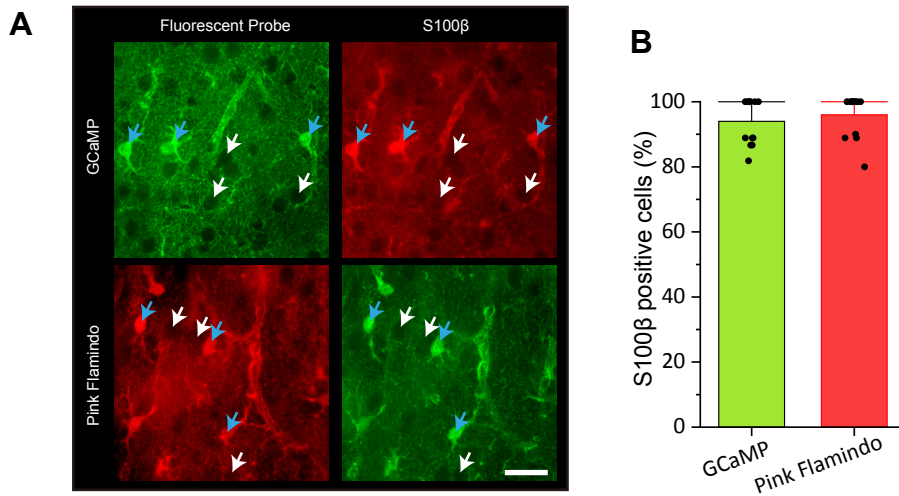 A
Fluorescent Probe
S100β
GCaMP
Pink Flamindo
B
S100β positive cells (%)
100
80
60
40
20
0
GCaMP
Pink Flamindo